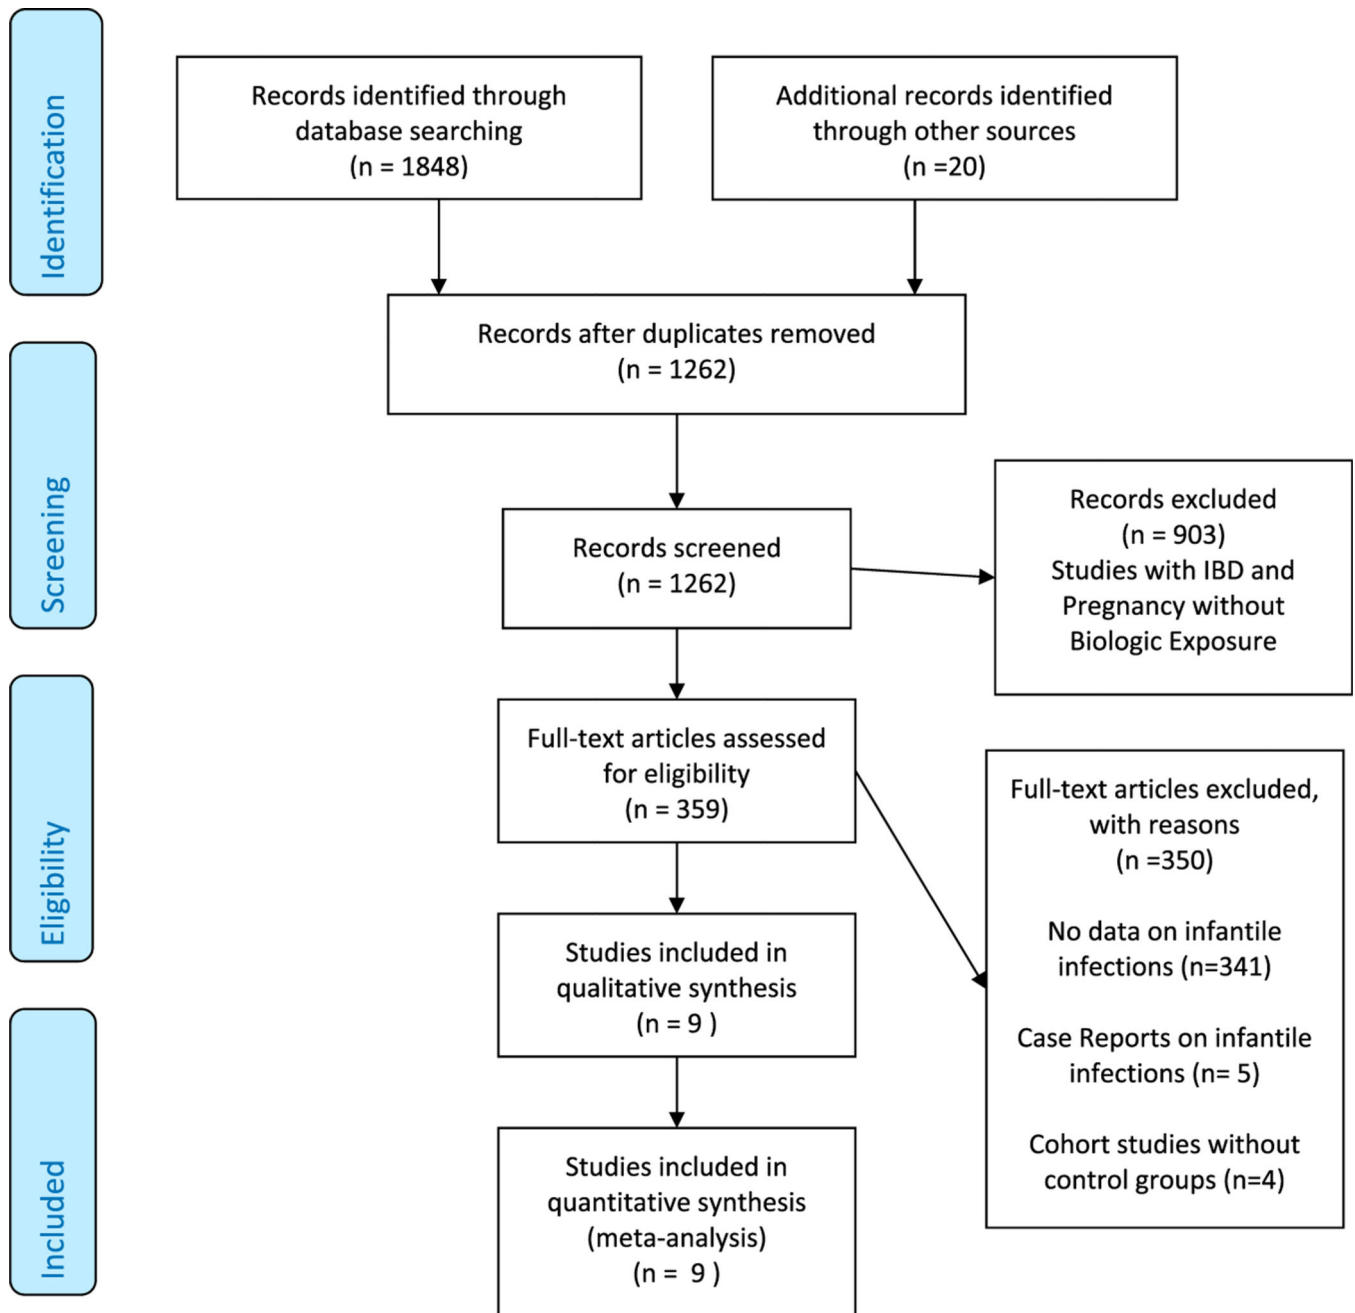 Identification
Records identified through
database searching
(n = 1848)
Additional records identified
through other sources
(n =20)
Records after duplicates removed
(n = 1262)
Screening
Records screened
(n = 1262)
Records excluded
(n = 903)
Studies with IBD and
Pregnancy without
Biologic Exposure
Eligibility
Full-text articles assessed
for eligibility
(n = 359)
Full-text articles excluded,
with reasons
(n =350)
No data on infantile
infections (n=341)
Case Reports on infantile
infections (n= 5)
Cohort studies without
control groups (n=4)
Studies included in
qualitative synthesis
(n = 9 )
Included
Studies included in
quantitative synthesis
(meta-analysis)
(n =  9 )